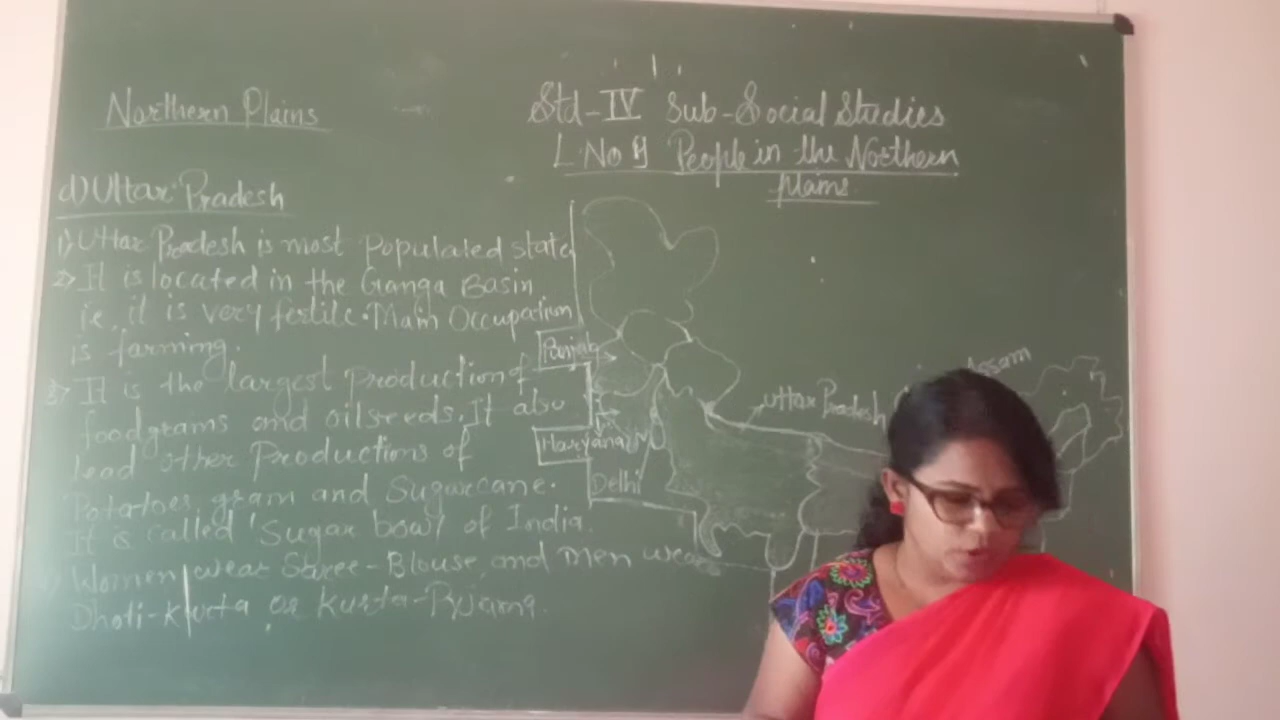 Northern Plains
Std-IV Sub-Social Studies
L.No 9 People in the Northern
plains.
d) Uttar Pradesh
1) Uttar Pradesh is most populated state
2) It is located in the Ganga Basin
i.e. it is very fertile. Main Occupation
is farming.
3) It is the largest production of
foodgrams and oilseeds. It also
lead other Productions of
Potatoes, gram and Sugarcane.
It is called 'Sugar bowl of India.
Women wear Saree-Blouse and Men wear
Dhoti-Kurta or Kurta-Pyjama.
Panjab
Haryana
Delhi
Uttar Pradesh
Assam